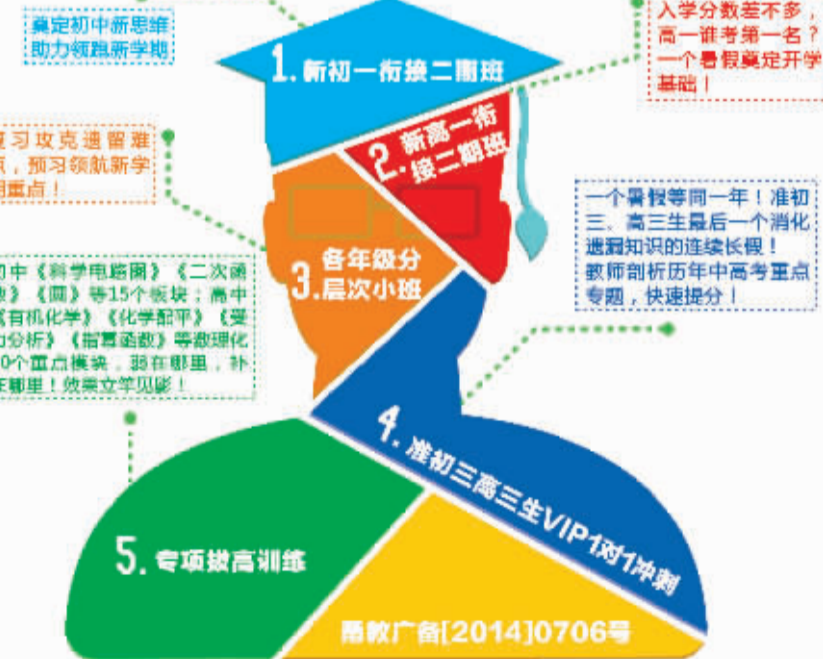 奠定初中新思维
助力领跑新学期
入学分数差不多，
高一谁考第一名？
一个暑假奠定开学
基础！
1.新初一衔接二期班
2.新高一衔
接二期班
复习攻克遗留难
点，预习领航新学
期重点！
一个暑假等同一年！准初
三、高三生最后一个消化
遗漏知识的连续长假！
教师剖析历年中高考重点
专题，快速提分！
3.各年级分
层次小班
初中《科学电路图》《二次函
数》《圆》等15个板块；高中
《有机化学》《化学配平》《受
力分析》《指算函数》等数理化
0个重点模块，弱在哪里，补
在哪里！效果立竿见影！
4.准初三高三生VIP1对1冲刺
5.专项拔高训练
甬教广备[2014]0706号